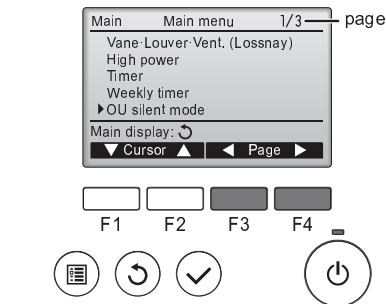 Main Main menu 1/3 page
Vane·Louver·Vent. (Lossnay)
High power
Timer
Weekly timer
▶OU silent mode
Main display: ↺
▼ Cursor ▲ ◀ Page ▶
F1 F2 F3 F4